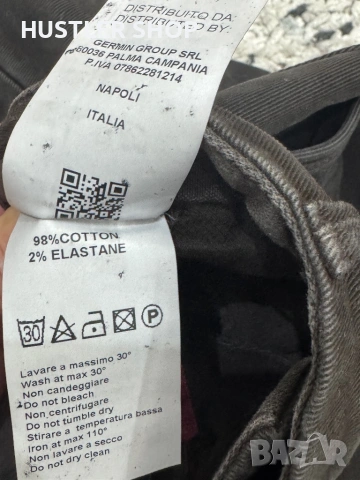 HUSTLER SHOP
DISTRIBUITO DA:
DISTRIBUTED BY:
GERMIN GROUP SRL
80036 PALMA CAMPANIA
P.IVA 07862281214
NAPOLI
ITALIA
98%COTTON
2% ELASTANE
30
P
Lavare a massimo 30°
Wash at max 30°
Non candeggiare
Do not bleach
Non centrifugare
Do not tumble dry
Stirare a temperatura bassa
Iron at max 110°
Non lavare a secco
Do not dry clean
BAZAR